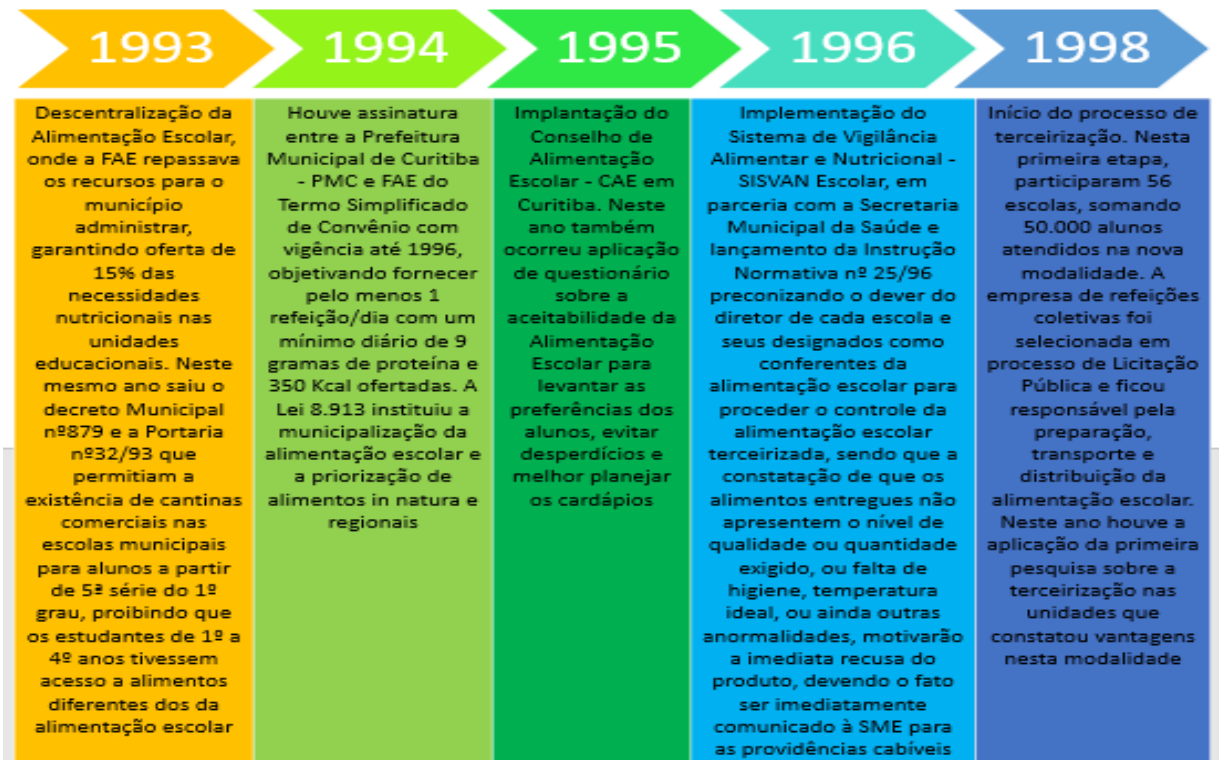 1993
1994
1995
1996
1998
Descentralização da
Alimentação Escolar,
onde a FAE repassava
os recursos para o
município
administrar,
garantindo oferta de
15% das
necessidades
nutricionais nas
unidades
educacionais. Neste
mesmo ano saiu o
decreto Municipal
nº879 e a Portaria
nº32/93 que
permitiam a
existência de cantinas
comerciais nas
escolas municipais
para alunos a partir
de 5ª série do 1º
grau, proibindo que
os estudantes de 1º a
4º anos tivessem
acesso a alimentos
diferentes dos da
alimentação escolar
Houve assinatura
entre a Prefeitura
Municipal de Curitiba
- PMC e FAE do
Termo Simplificado
de Convênio com
vigência até 1996,
objetivando fornecer
pelo menos 1
refeição/dia com um
mínimo diário de 9
gramas de proteína e
350 Kcal ofertadas. A
Lei 8.913 instituiu a
municipalização da
alimentação escolar e
a priorização de
alimentos in natura e
regionais
Implantação do
Conselho de
Alimentação
Escolar - CAE em
Curitiba. Neste
ano também
ocorreu aplicação
de questionário
sobre a
aceitabilidade da
Alimentação
Escolar para
levantar as
preferências dos
alunos, evitar
desperdícios e
melhor planejar
os cardápios
Implementação do
Sistema de Vigilância
Alimentar e Nutricional -
SISVAN Escolar, em
parceria com a Secretaria
Municipal da Saúde e
lançamento da Instrução
Normativa nº 25/96
preconizando o dever do
diretor de cada escola e
seus designados como
conferentes da
alimentação escolar para
proceder o controle da
alimentação escolar
terceirizada, sendo que a
constatação de que os
alimentos entregues não
apresentem o nível de
qualidade ou quantidade
exigido, ou falta de
higiene, temperatura
ideal, ou ainda outras
anormalidades, motivarão
a imediata recusa do
produto, devendo o fato
ser imediatamente
comunicado à SME para
as providências cabíveis
Início do processo de
terceirização. Nesta
primeira etapa,
participaram 56
escolas, somando
50.000 alunos
atendidos na nova
modalidade. A
empresa de refeições
coletivas foi
selecionada em
processo de Licitação
Pública e ficou
responsável pela
preparação,
transporte e
distribuição da
alimentação escolar.
Neste ano houve a
aplicação da primeira
pesquisa sobre a
terceirização nas
unidades que
constatou vantagens
nesta modalidade